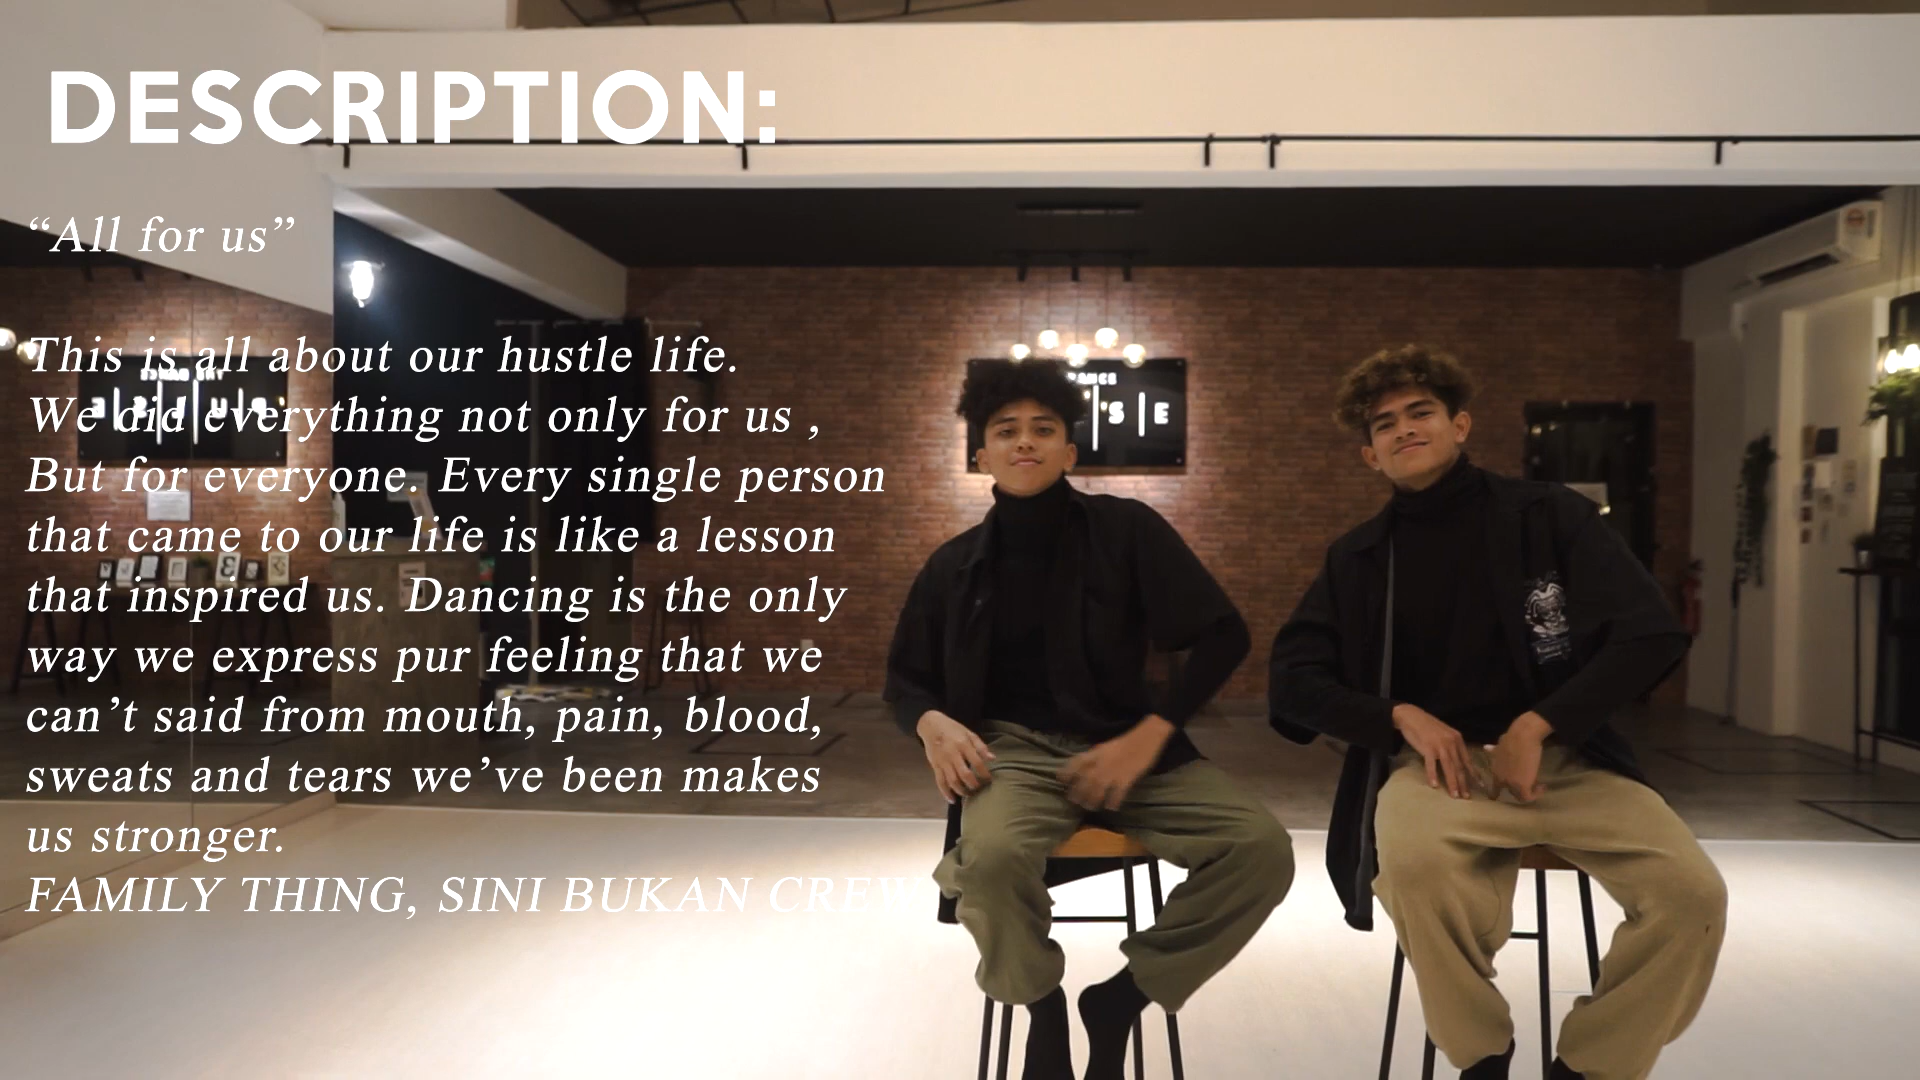 DESCRIPTION:
“All for us”
This is all about our hustle life.
We did everything not only for us ,
But for everyone. Every single person
that came to our life is like a lesson
that inspired us. Dancing is the only
way we express pur feeling that we
can’t said from mouth, pain, blood,
sweats and tears we’ve been makes
us stronger.
FAMILY THING, SINI BUKAN CREW
S E